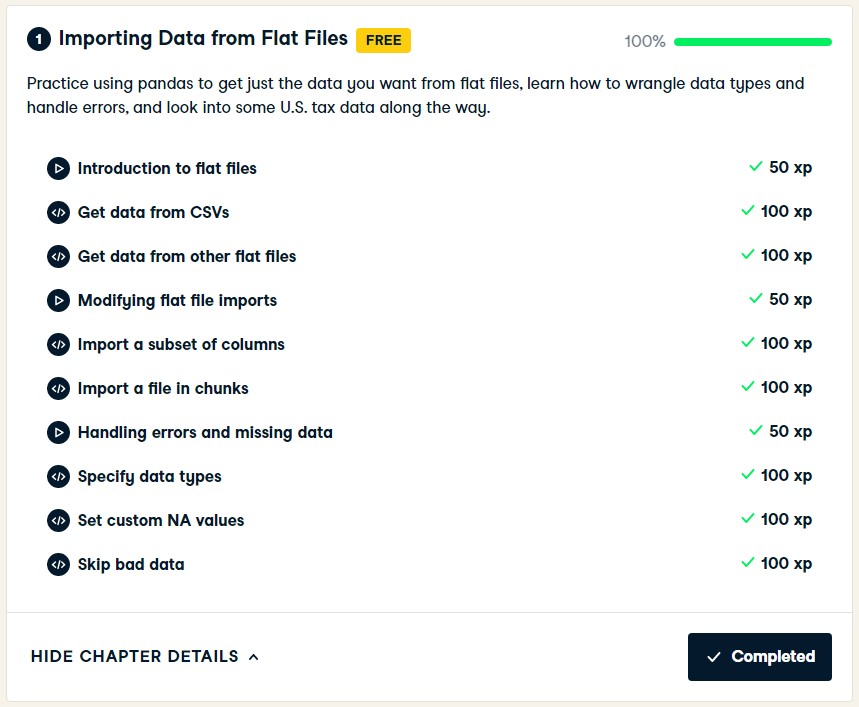 1 Importing Data from Flat Files FREE 100%
Practice using pandas to get just the data you want from flat files, learn how to wrangle data types and
handle errors, and look into some U.S. tax data along the way.
Introduction to flat files 50 xp
Get data from CSVs 100 xp
Get data from other flat files 100 xp
Modifying flat file imports 50 xp
Import a subset of columns 100 xp
Import a file in chunks 100 xp
Handling errors and missing data 50 xp
Specify data types 100 xp
Set custom NA values 100 xp
Skip bad data 100 xp
HIDE CHAPTER DETAILS Completed